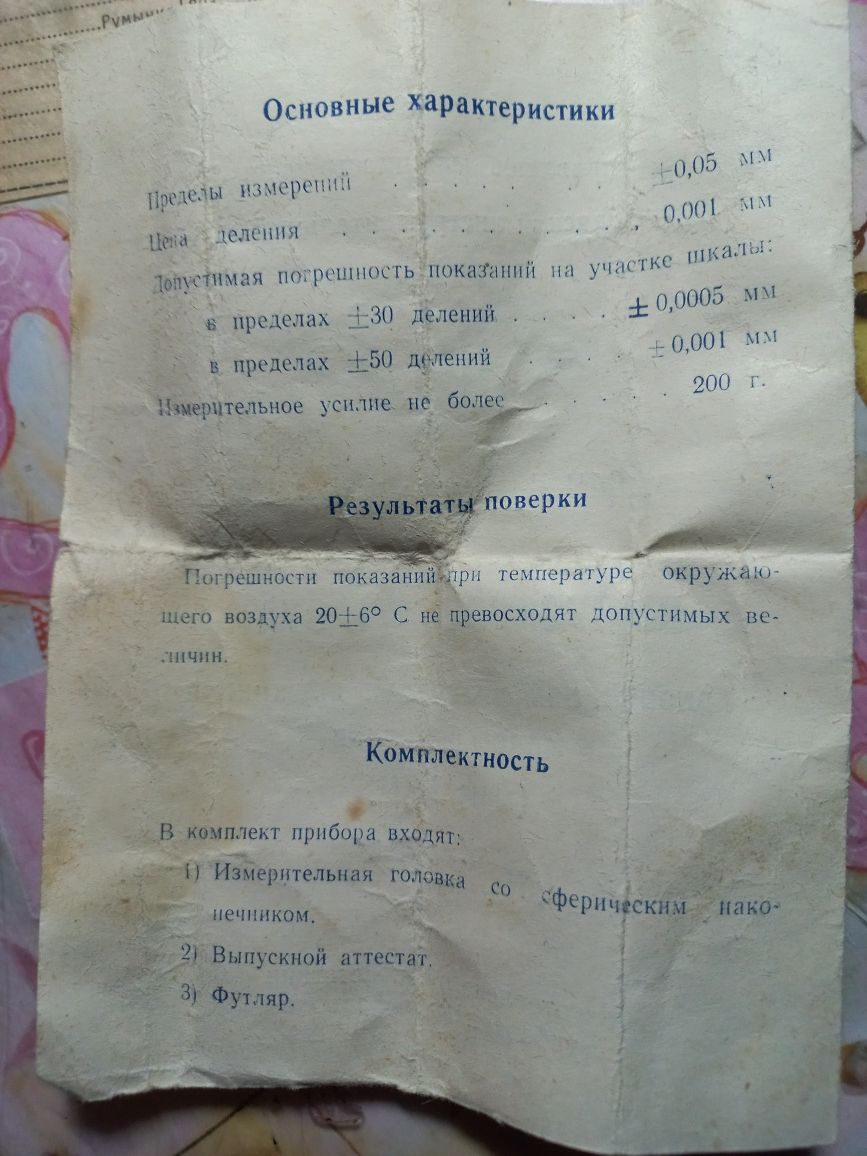 Румын
Основные характеристики
Пределы измерений . . . . . . ±0,05 мм
Цена деления . . . . . . . . . . , 0,001 мм
Допустимая погрешность показаний на участке шкалы:
в пределах ±30 делений . . . . ± 0,0005 мм
в пределах ±50 делений . . . . ± 0,001 мм
Измерительное усилие не более . . . . . 200 г.
Результаты поверки
Погрешности показаний при температуре окружаю-
щего воздуха 20±6° С не превосходят допустимых ве-
личин.
Комплектность
В комплект прибора входят:
1) Измерительная головка со сферическим нако-
нечником.
2) Выпускной аттестат.
3) Футляр.